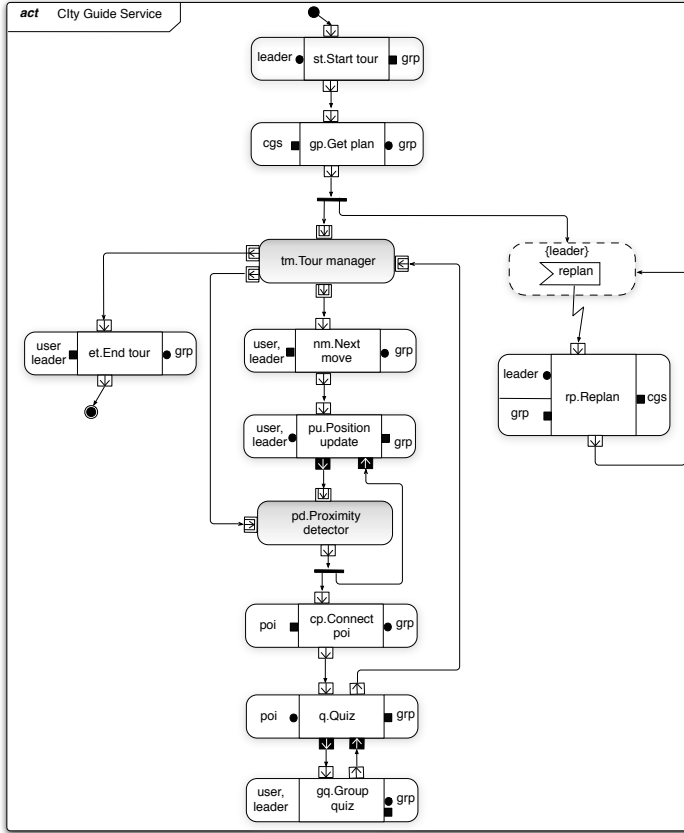 act CIty Guide Service
leader st.Start tour grp
cgs gp.Get plan grp
{leader}
replan
tm.Tour manager
user
leader et.End tour grp
user,
leader nm.Next
move grp
leader
grp rp.Replan cgs
user,
leader pu.Position
update grp
pd.Proximity
detector
poi cp.Connect
poi grp
poi q.Quiz grp
user,
leader gq.Group
quiz grp